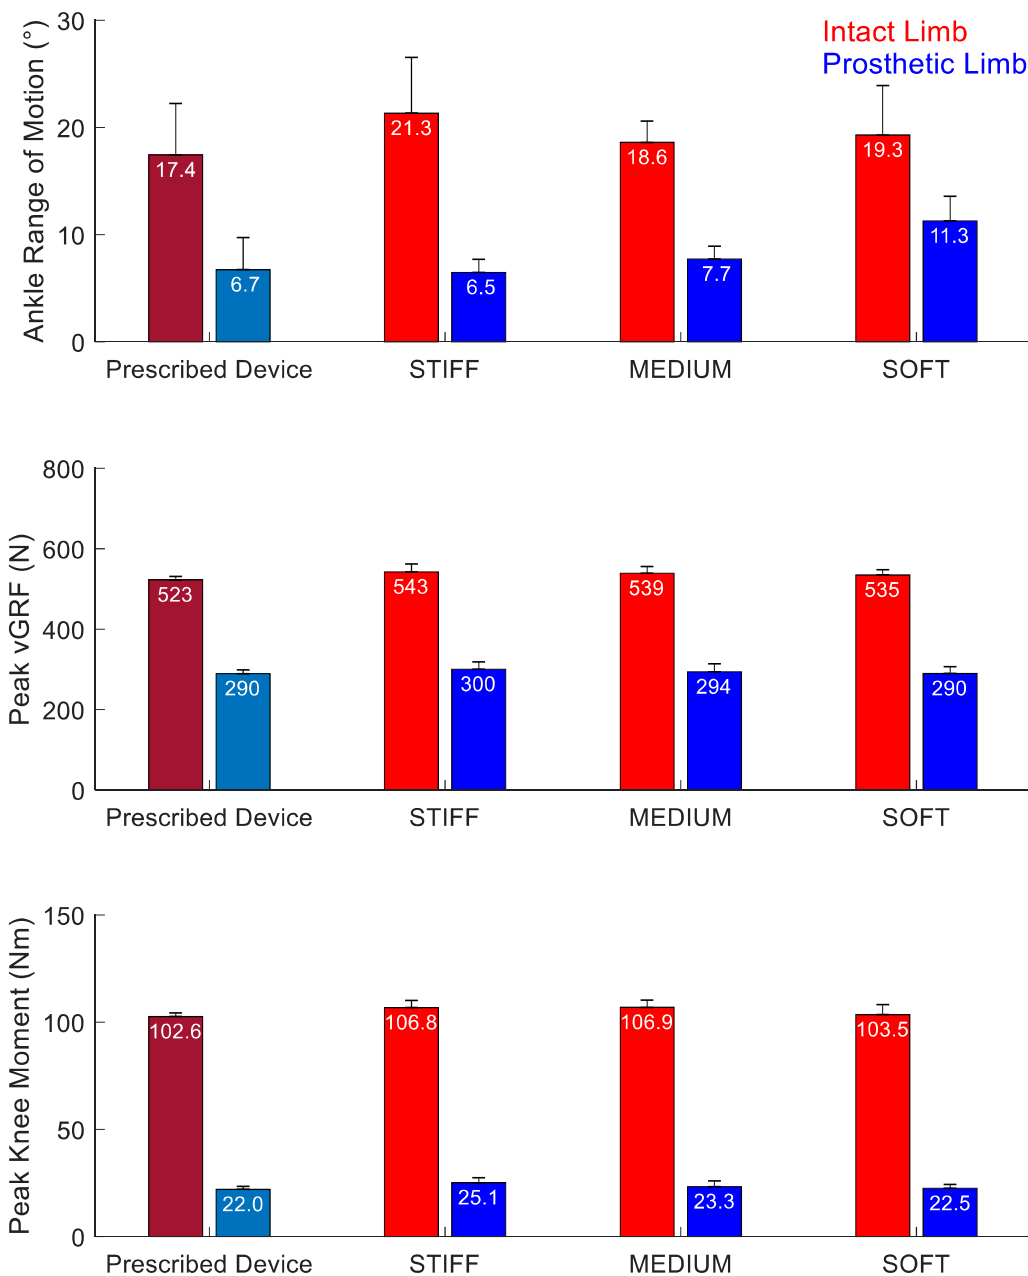 Intact Limb
Prosthetic Limb
Ankle Range of Motion (°)
30
20
10
0
17.4
6.7
21.3
6.5
18.6
7.7
19.3
11.3
Prescribed Device
STIFF
MEDIUM
SOFT
Peak vGRF (N)
800
600
400
200
0
523
290
543
300
539
294
535
290
Prescribed Device
STIFF
MEDIUM
SOFT
Peak Knee Moment (Nm)
150
100
50
0
102.6
22.0
106.8
25.1
106.9
23.3
103.5
22.5
Prescribed Device
STIFF
MEDIUM
SOFT